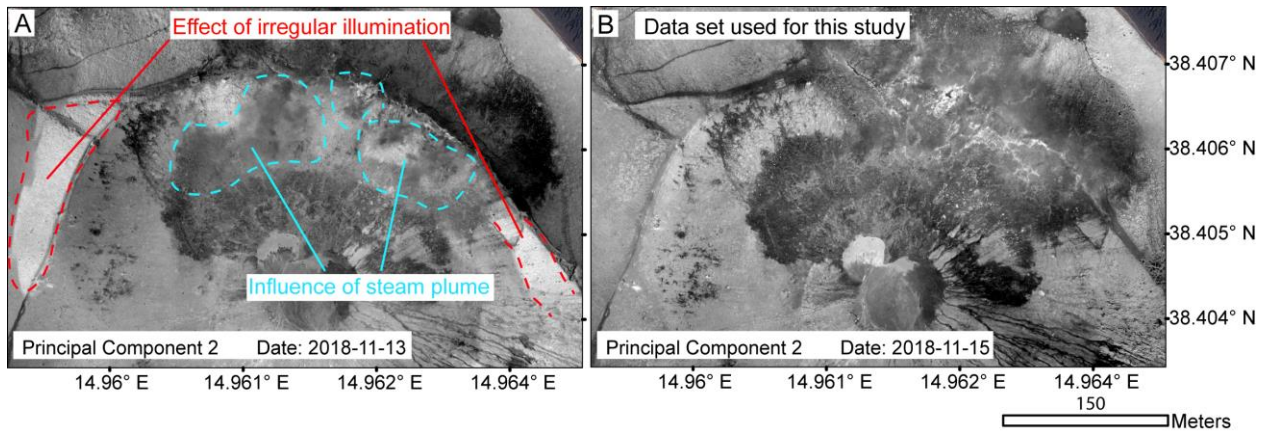 A
Effect of irregular illumination
Influence of steam plume
Principal Component 2 Date: 2018-11-13
14.96° E 14.961° E 14.962° E 14.964° E
B
Data set used for this study
38.407° N
38.406° N
38.405° N
38.404° N
Principal Component 2 Date: 2018-11-15
14.96° E 14.961° E 14.962° E 14.964° E
150
Meters